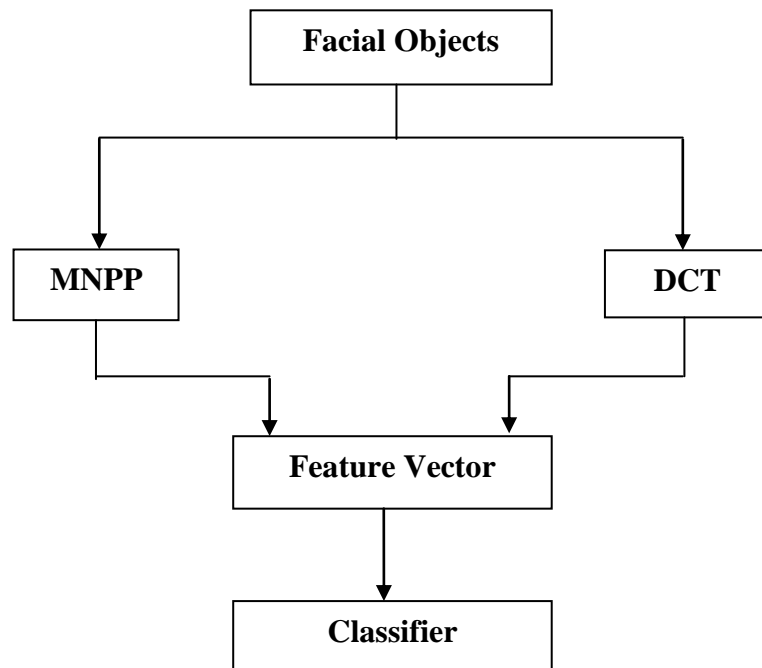 Facial Objects
MNPP
DCT
Feature Vector
Classifier